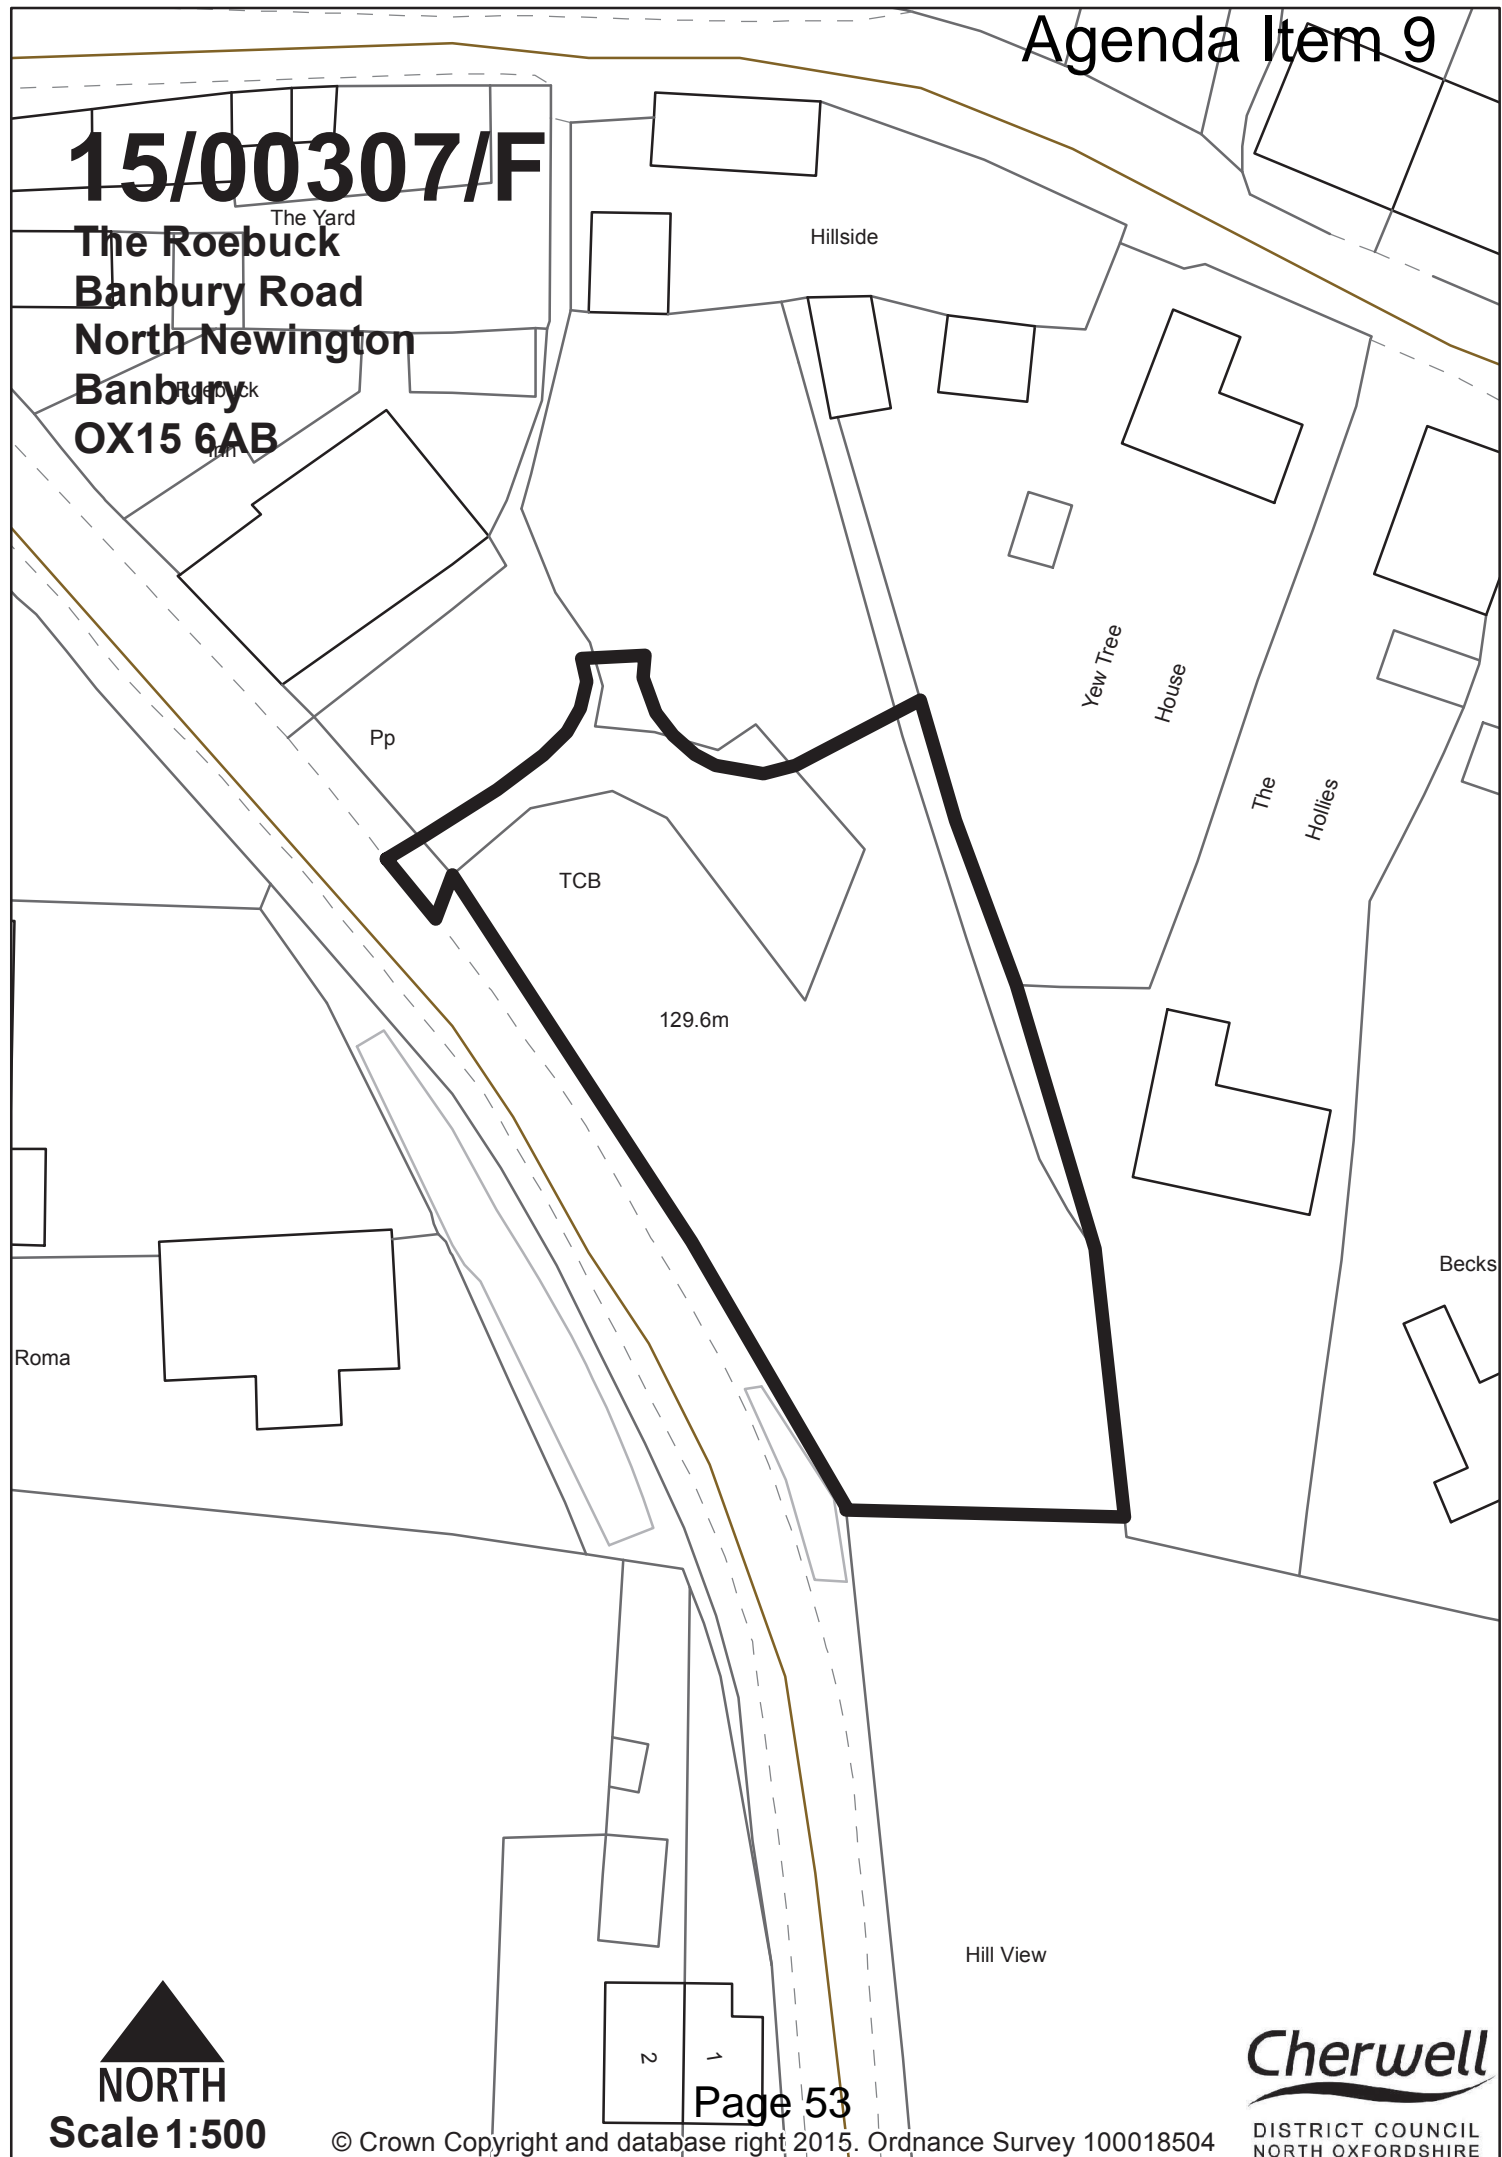 Agenda Item 9
15/00307/F
The Yard
The Roebuck
Banbury Road
North Newington
Banbury
OX15 6AB
Roebuck
Inn
Hillside
Yew Tree
House
The
Hollies
Pp
TCB
129.6m
Becks
Roma
Hill View
2
1
NORTH
Scale 1:500
Page 53
© Crown Copyright and database right 2015. Ordnance Survey 100018504
Cherwell
DISTRICT COUNCIL
NORTH OXFORDSHIRE